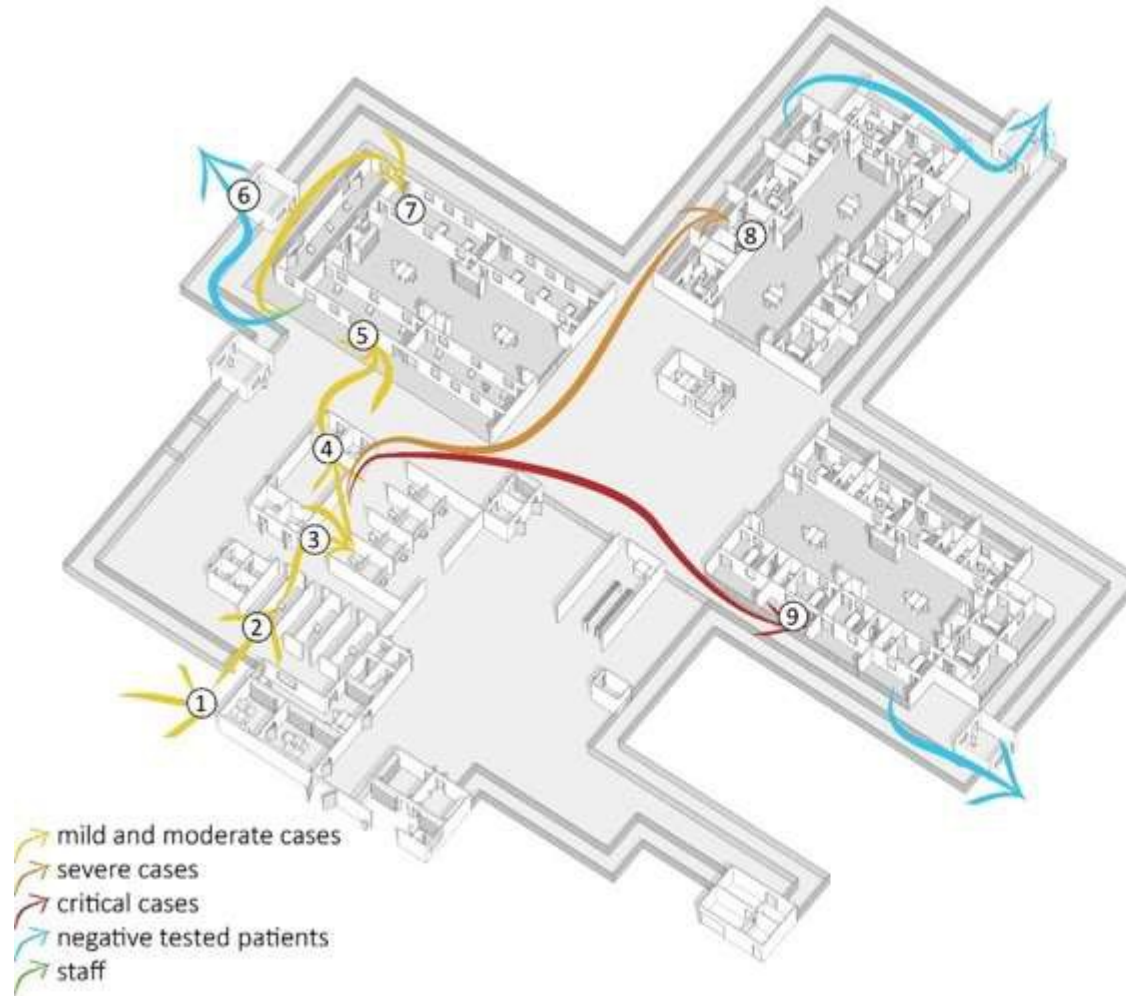 6
7
8
5
4
3
9
2
1
mild and moderate cases
severe cases
critical cases
negative tested patients
staff